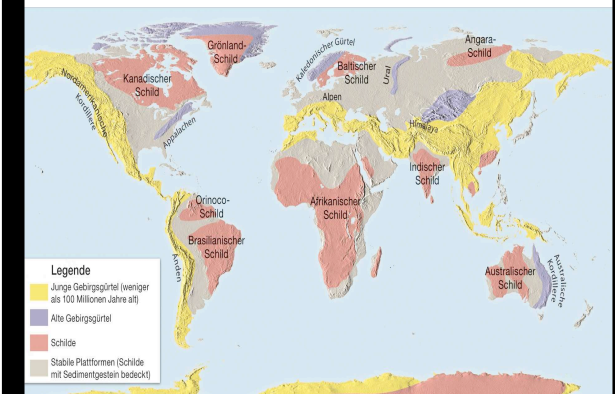 Grönland-
Schild
Angara-
Schild
Kaledonischer Gürtel
Baltischer
Schild
Ural
Kanadischer
Schild
Nordamerikanische
Kordillere
Appalachen
Alpen
Himalaya
Indischer
Schild
Orinoco-
Schild
Afrikanischer
Schild
Brasilianischer
Schild
Anden
Australischer
Schild
Australische
Kordillere
Legende
Junge Gebirgsgürtel (weniger
als 100 Millionen Jahre alt)
Alte Gebirgsgürtel
Schilde
Stabile Plattformen (Schilde
mit Sedimentgestein bedeckt)